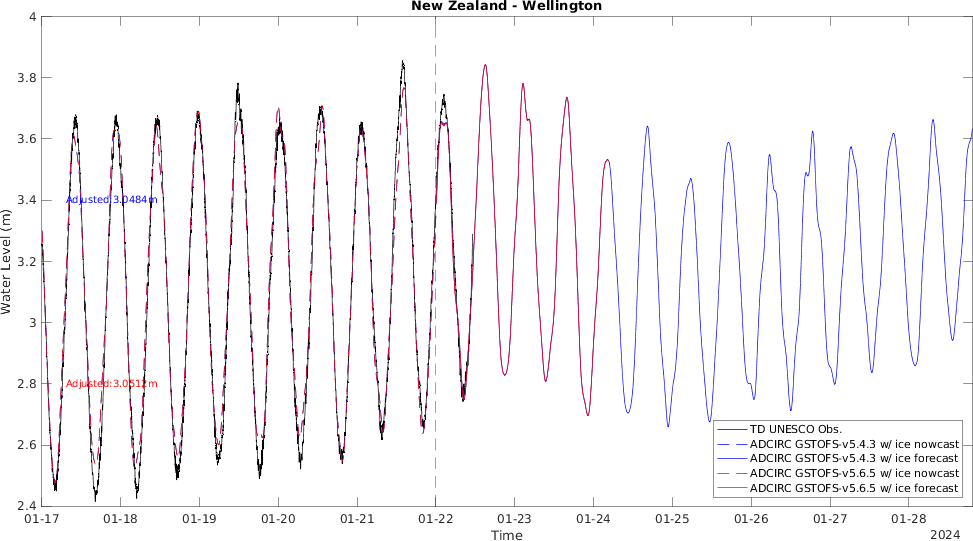 New Zealand - Wellington
4
3.8
3.6
3.4
3.2
3
2.8
2.6
2.4
Water Level (m)
Adjusted:3.0484m
Adjusted:3.0512m
TD UNESCO Obs.
ADCIRC GSTOFS-v5.4.3 w/ ice nowcast
ADCIRC GSTOFS-v5.4.3 w/ ice forecast
ADCIRC GSTOFS-v5.6.5 w/ ice nowcast
ADCIRC GSTOFS-v5.6.5 w/ ice forecast
01-17 01-18 01-19 01-20 01-21 01-22 01-23 01-24 01-25 01-26 01-27 01-28
Time
2024